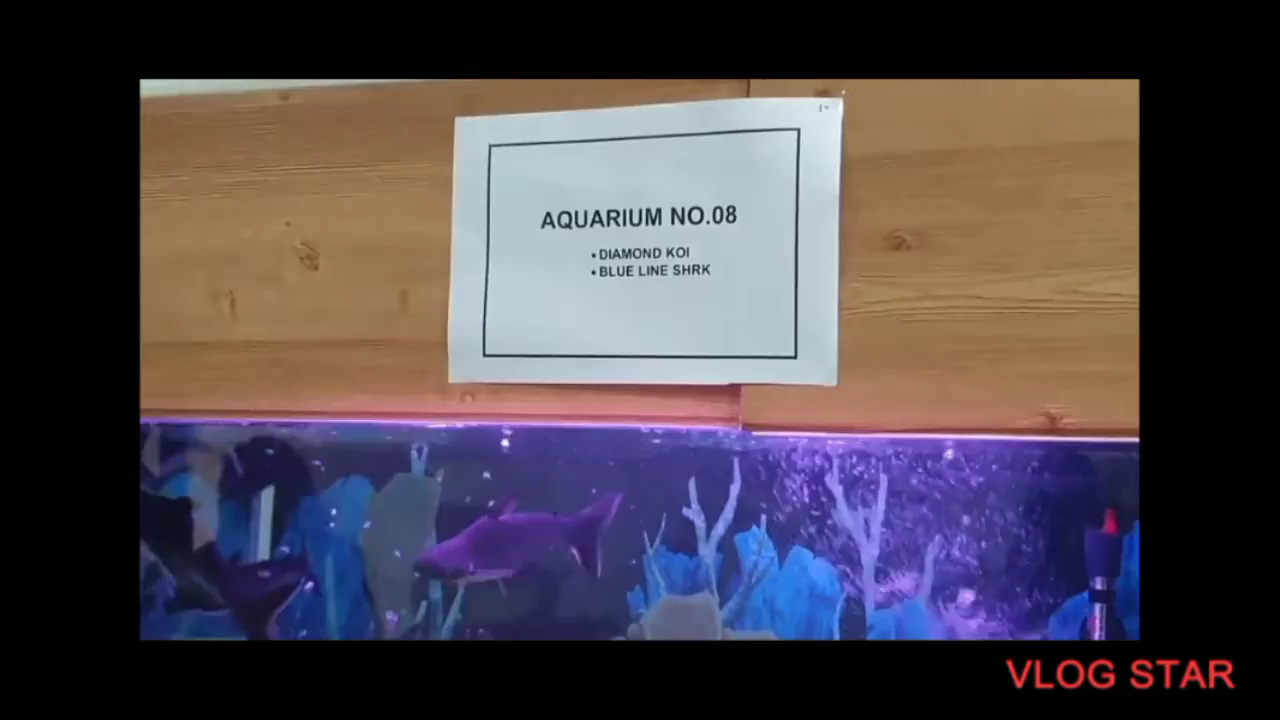 AQUARIUM NO.08
• DIAMOND KOI
• BLUE LINE SHRK
VLOG STAR